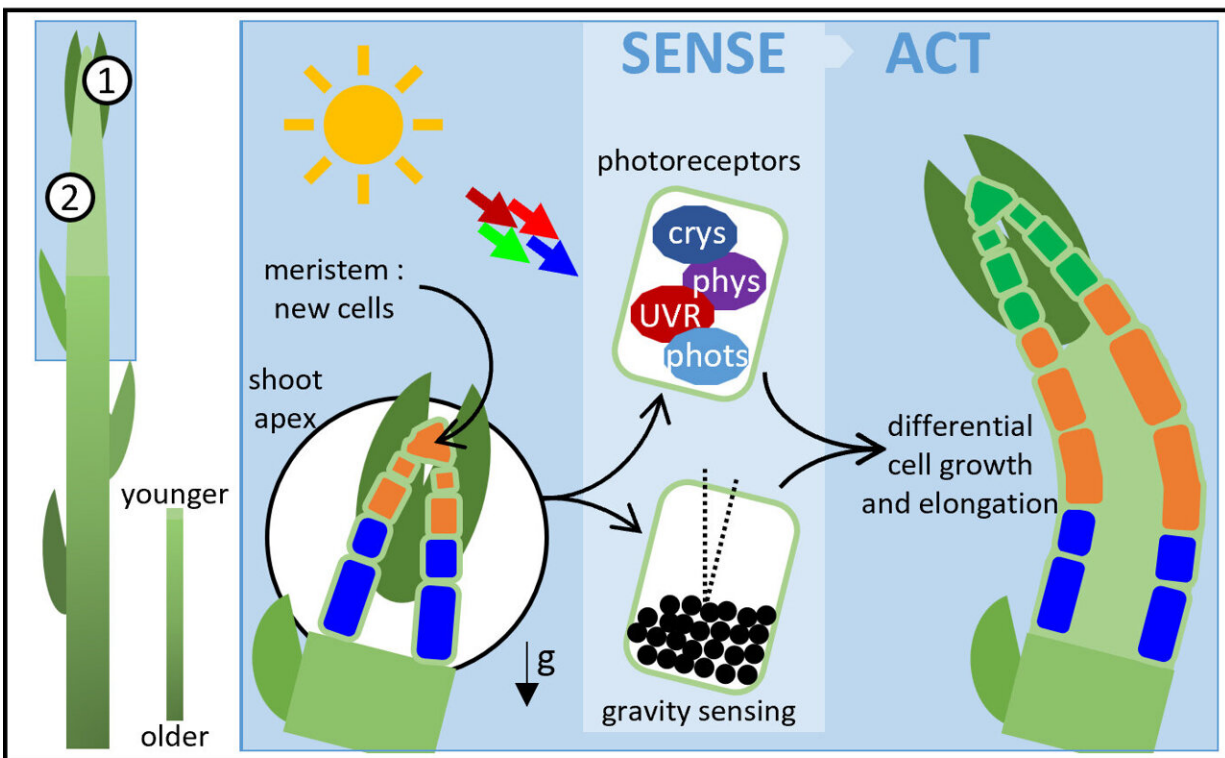 1
2
younger
older
SENSE
ACT
meristem :
new cells
shoot
apex
g
photoreceptors
crys
phys
UVR
phots
gravity sensing
differential
cell growth
and elongation